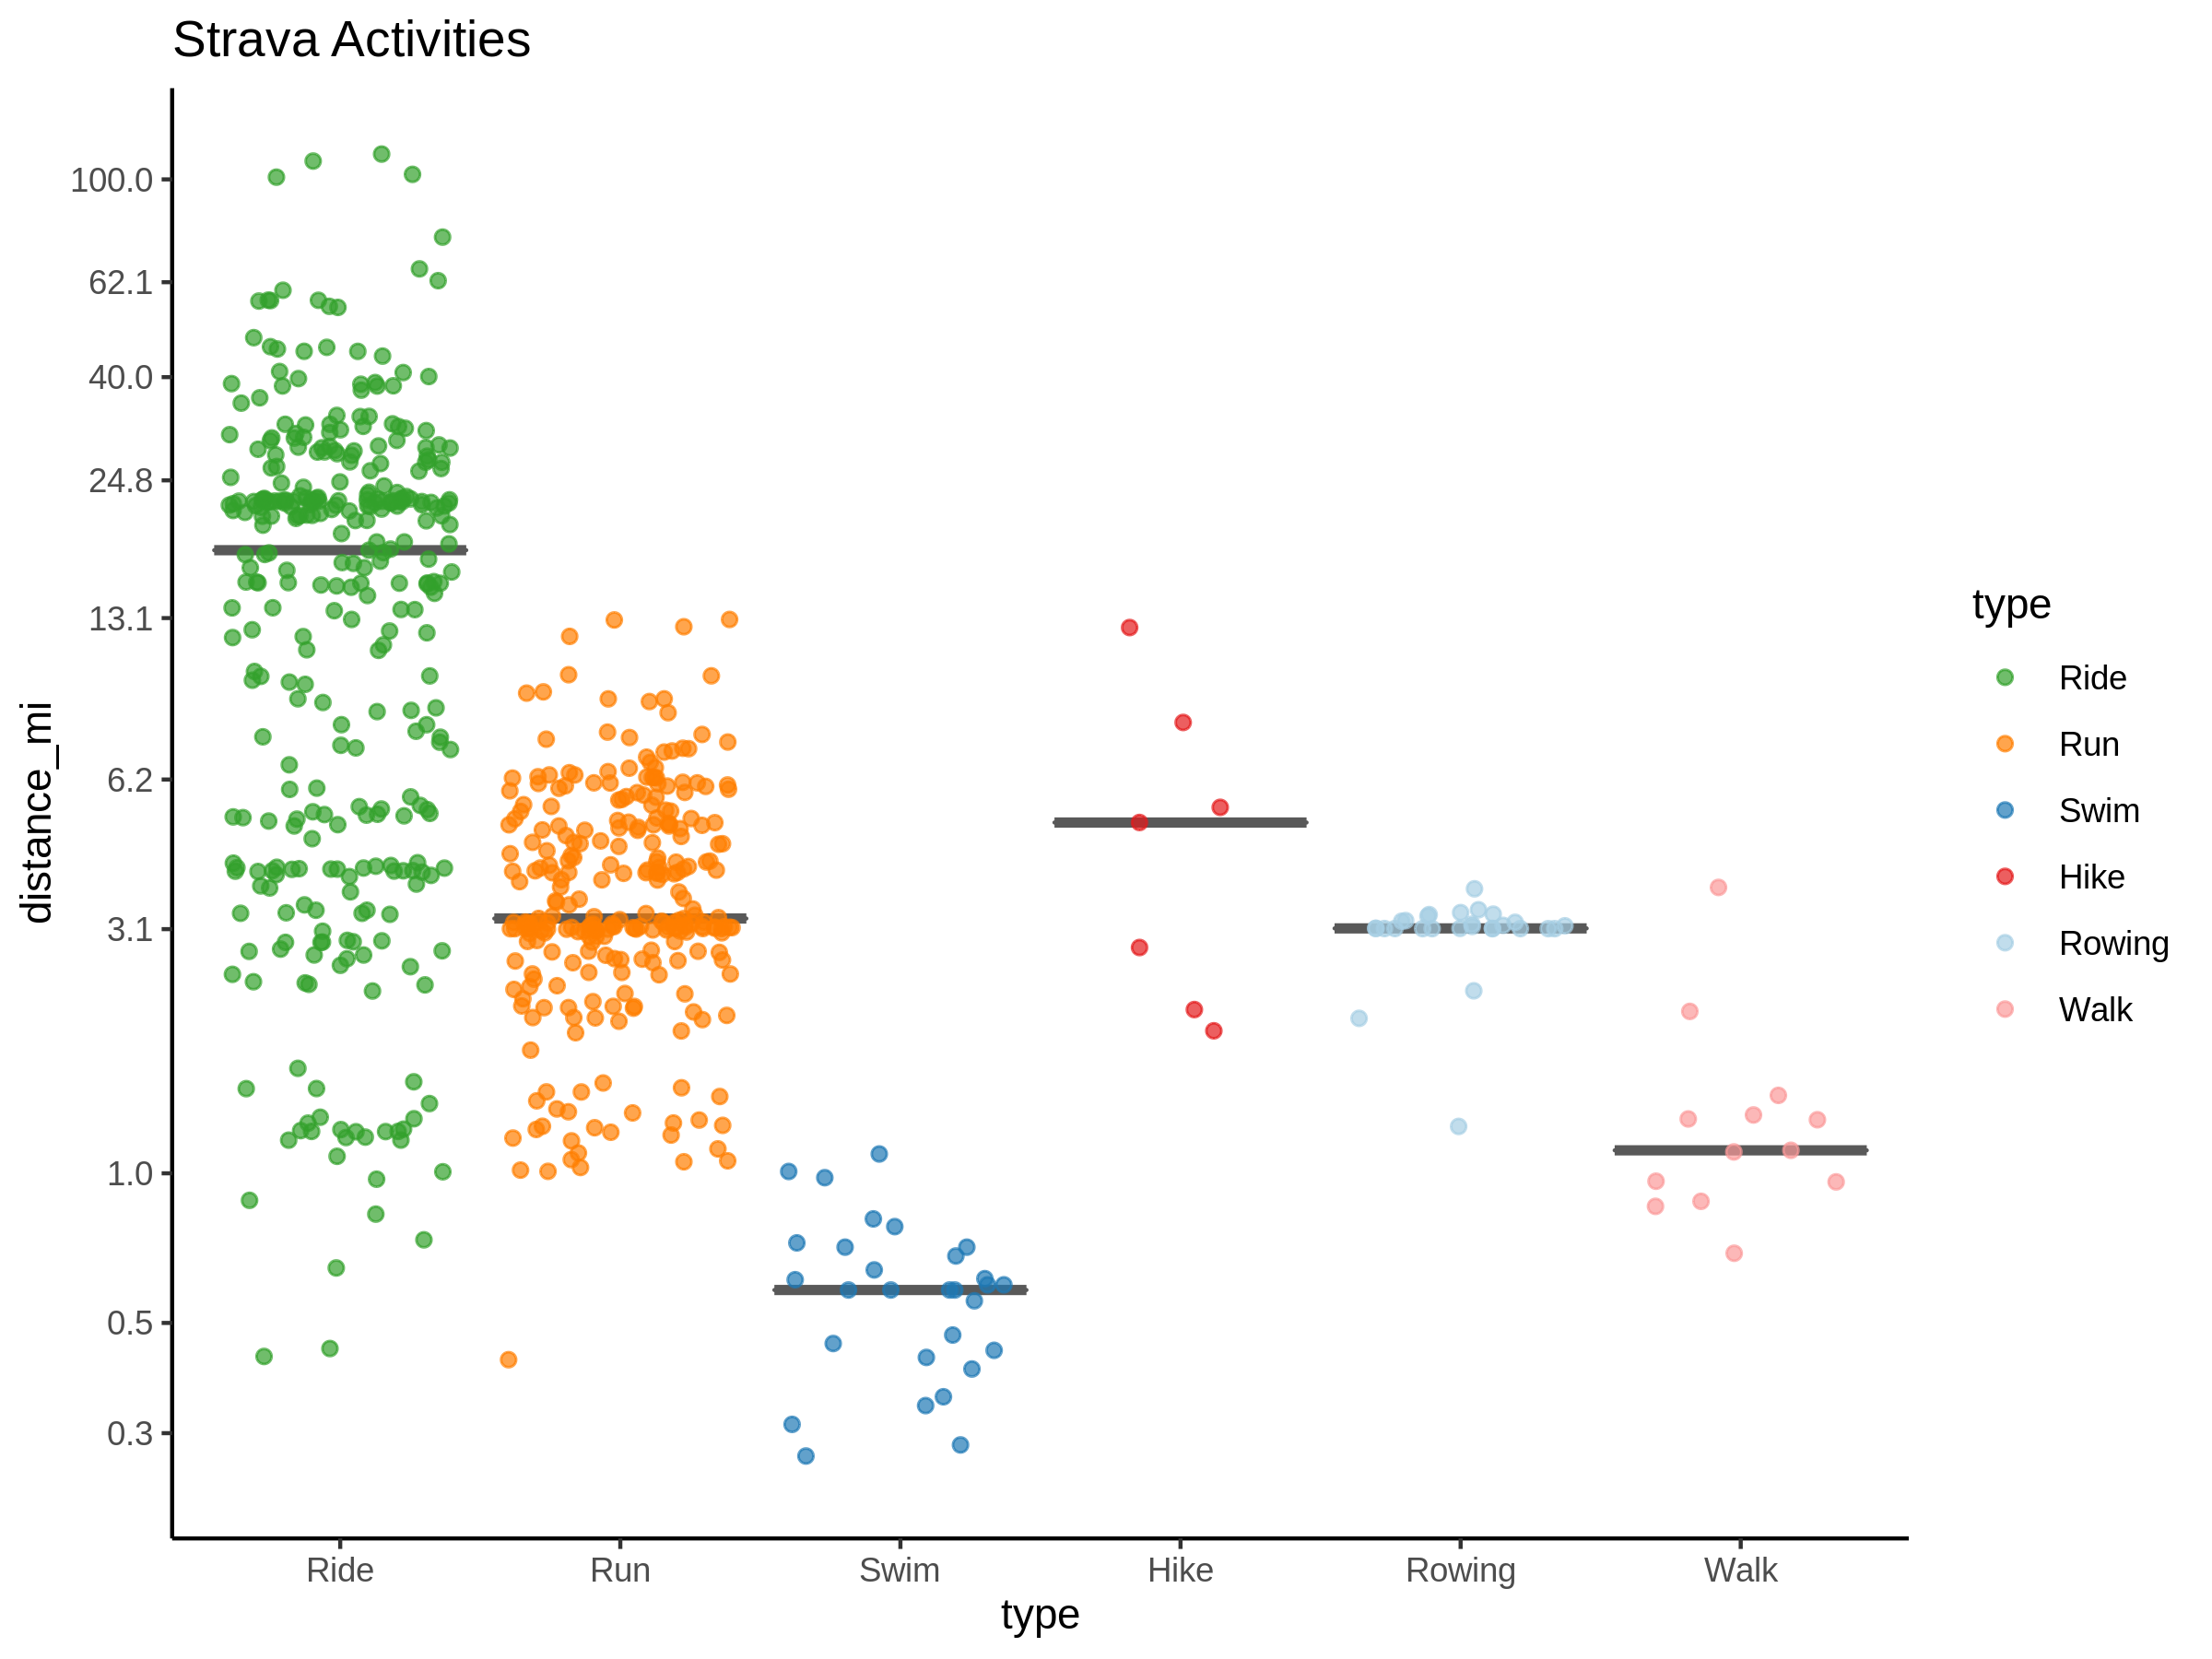 Strava Activities
distance_mi
100.0
62.1
40.0
24.8
13.1
6.2
3.1
1.0
0.5
0.3
Ride Run Swim Hike Rowing Walk
type
type
Ride
Run
Swim
Hike
Rowing
Walk